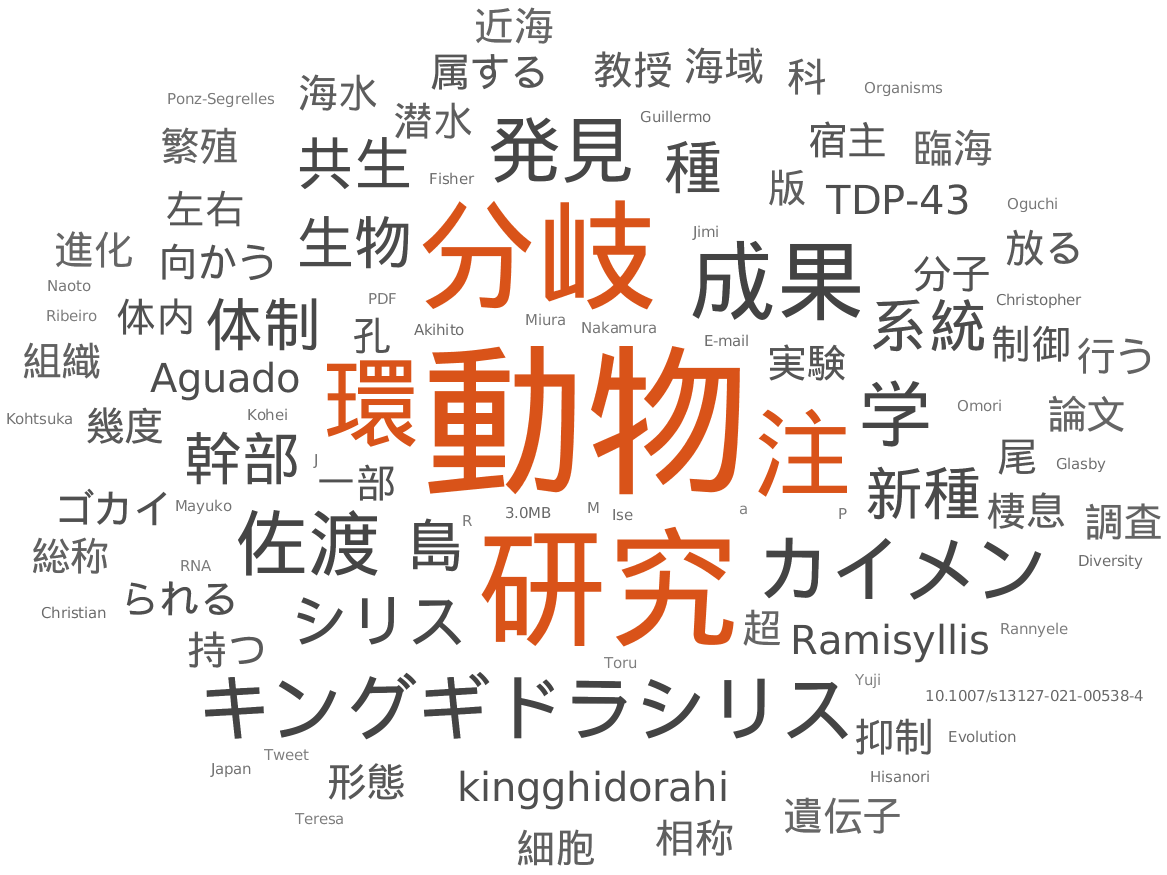 近海
属する
教授
海域
科
Organisms
Ponz-Segrelles
海水
潜水
Guillermo
繁殖
共生
発見
種
宿主
臨海
Fisher
版
TDP-43
Oguchi
左右
生物
分岐
Jimi
放る
進化
向かう
成果
分子
Naoto
PDF
Christopher
Ribeiro
体内
体制
孔
Akihito
Miura
Nakamura
E-mail
系統
制御
行う
組織
Aguado
環
動物
実験
注
学
Omori
論文
Kohtsuka
幾度
Kohei
幹部
J
一部
尾
Glasby
ゴカイ
Mayuko
新種
棲息
調査
佐渡
島
R
3.0MB
M
Ise
a
P
総称
RNA
研究
カイメン
Diversity
Christian
られる
シリス
超
Ramisyllis
Rannyele
持つ
Toru
Yuji
キングギドラシリス
10.1007/s13127-021-00538-4
抑制
Evolution
Tweet
Japan
形態
kingghidorahi
Hisanori
Teresa
遺伝子
細胞
相称